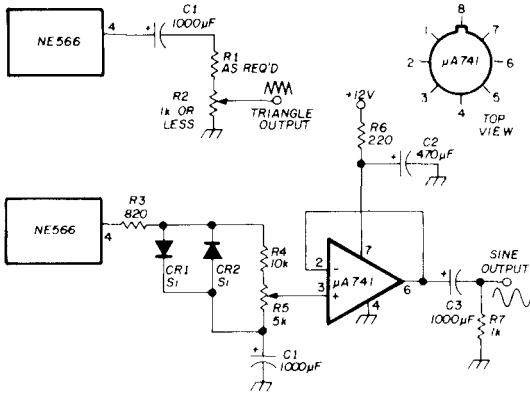 NE566
4
C1
1000µF
+
R1
AS REQ'D
R2
1k OR
LESS
TRIANGLE
OUTPUT
8
1
7
2
µA741
6
3
5
4
TOP
VIEW
+12V
R6
220
C2
470µF
+
NE566
4
R3
820
CR1
Si
CR2
Si
R4
10k
R5
5k
+
C1
1000µF
2
-
3
+
µA741
7
4
6
+
C3
1000µF
SINE
OUTPUT
R7
1k